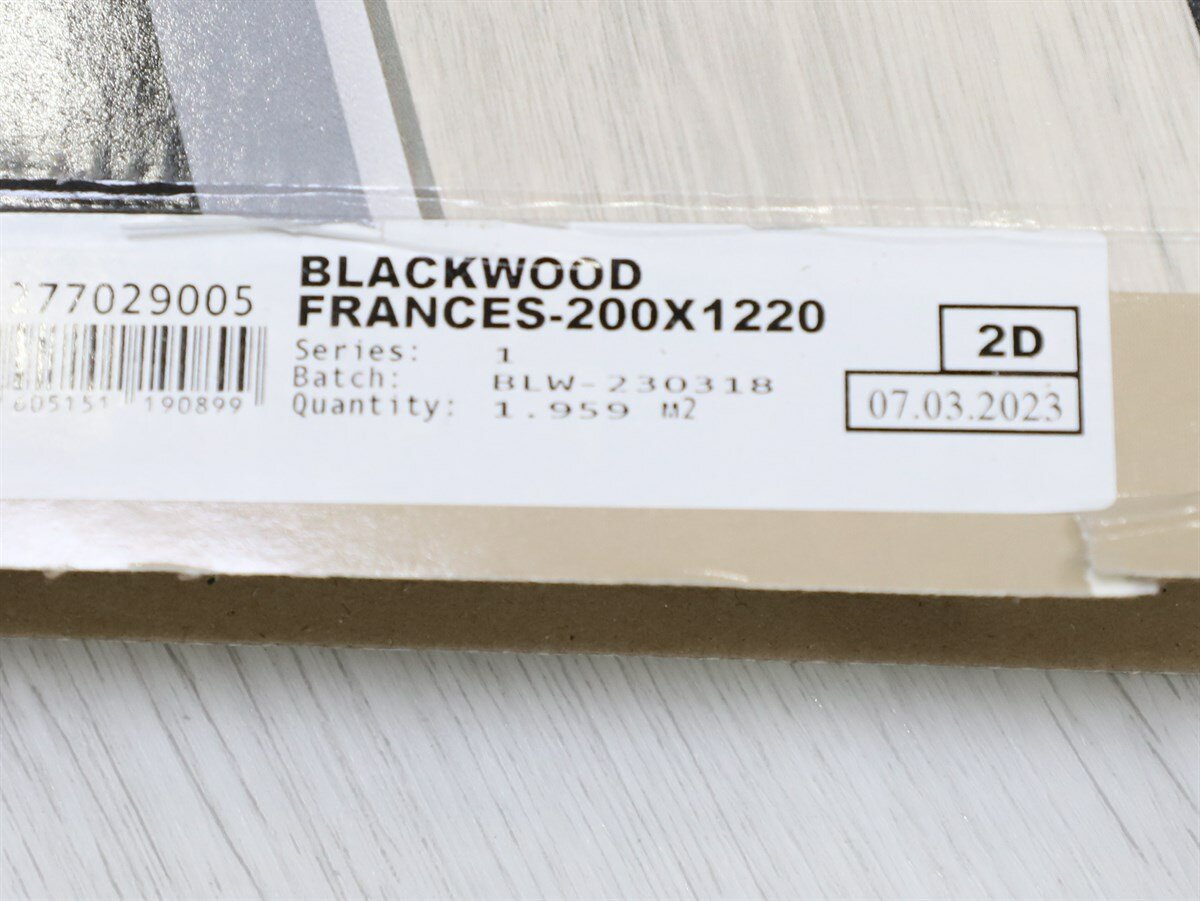 277029005
605151 190899
BLACKWOOD
FRANCES-200X1220
Series: 1
Batch: BLW-230318
Quantity: 1.959 M2
2D
07.03.2023